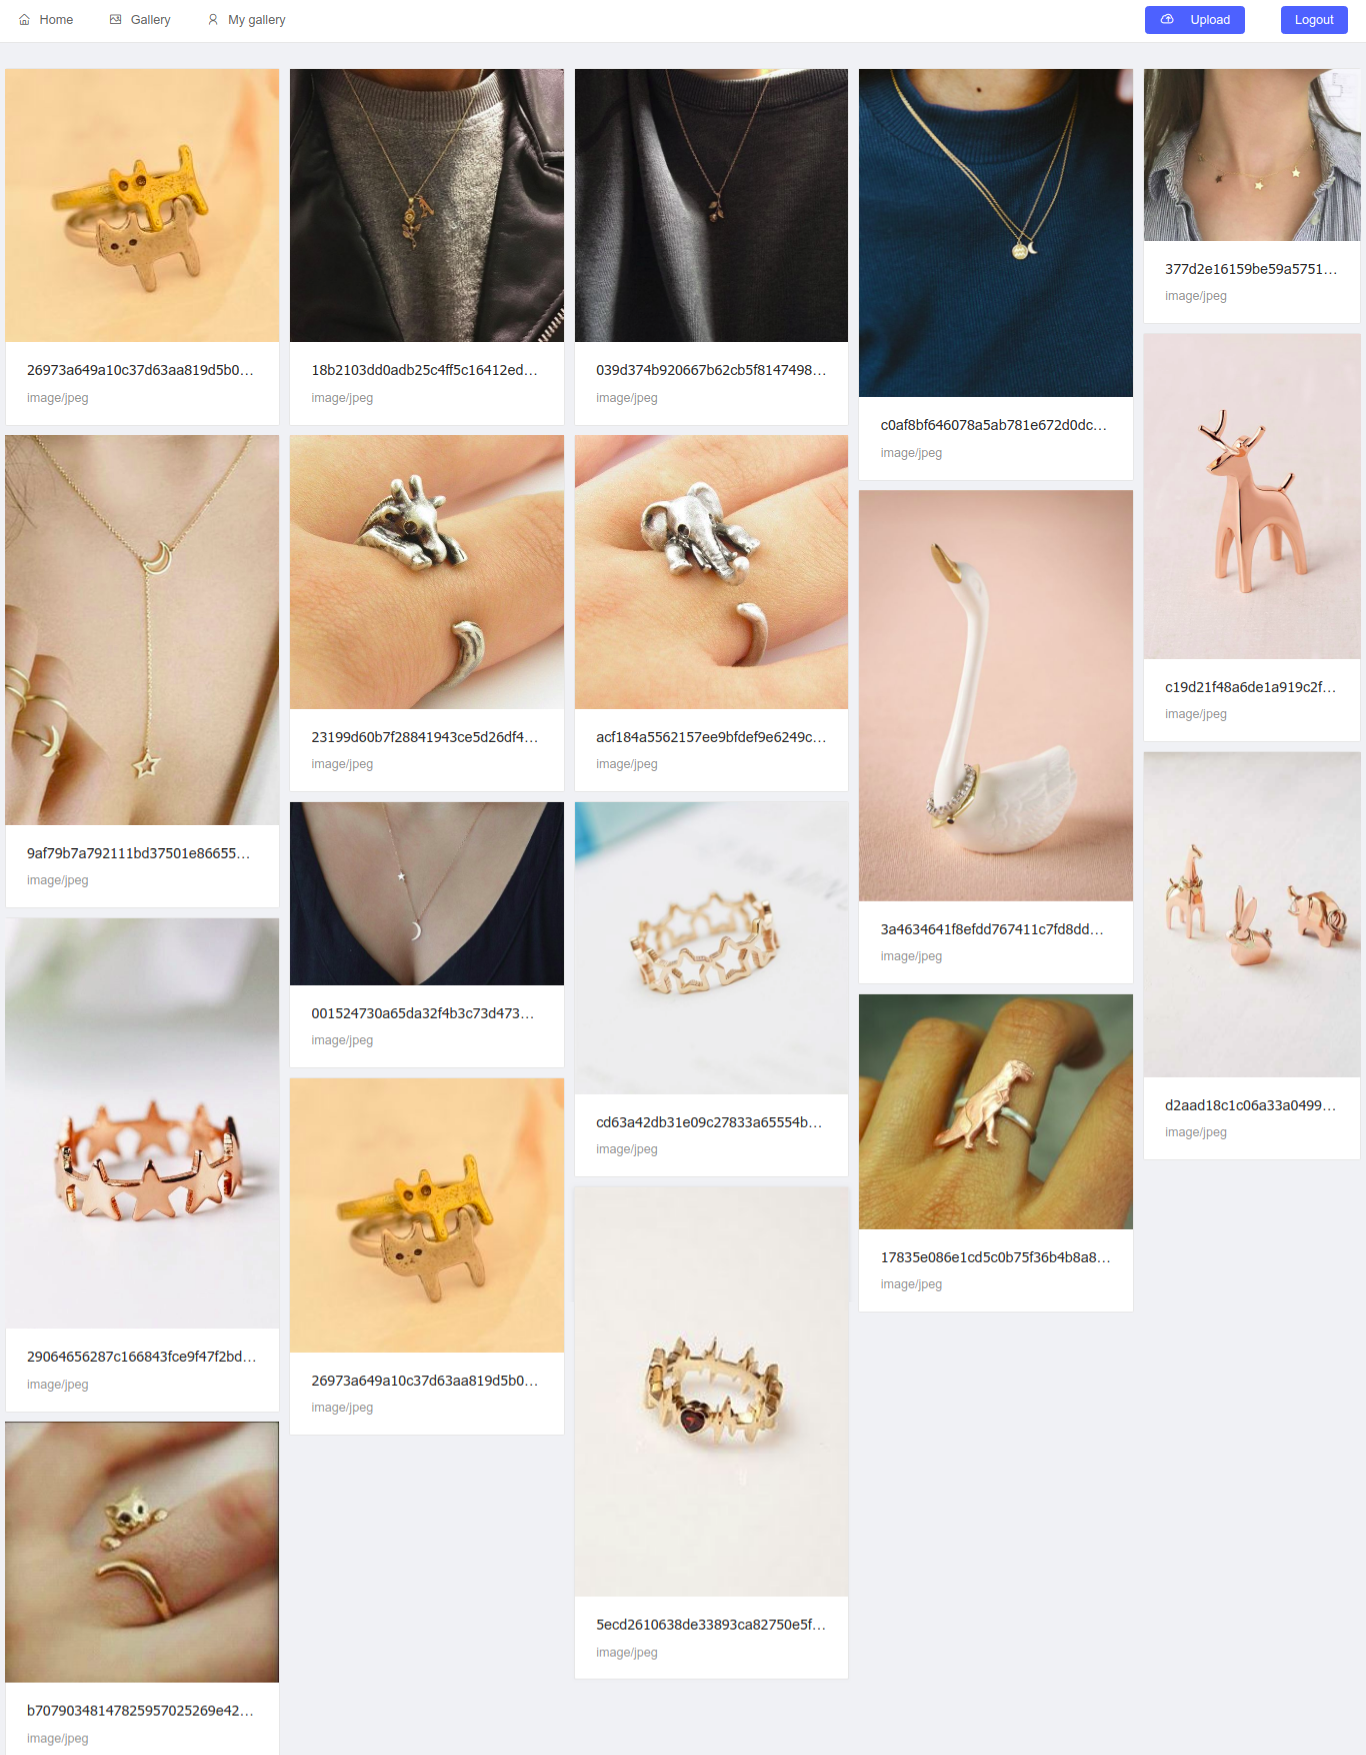 Home Gallery My gallery Upload Logout
26973a649a10c37d63aa819d5b0...
image/jpeg
18b2103dd0adb25c4ff5c16412ed...
image/jpeg
039d374b920667b62cb5f8147498...
image/jpeg
c0af8bf646078a5ab781e672d0dc...
image/jpeg
377d2e16159be59a5751...
image/jpeg
9af79b7a792111bd37501e86655...
image/jpeg
23199d60b7f28841943ce5d26df4...
image/jpeg
acf184a5562157ee9bfdef9e6249c...
image/jpeg
3a4634641f8efdd767411c7fd8dd...
image/jpeg
c19d21f48a6de1a919c2f...
image/jpeg
29064656287c166843fce9f47f2bd...
image/jpeg
001524730a65da32f4b3c73d473...
image/jpeg
cd63a42db31e09c27833a65554b...
image/jpeg
17835e086e1cd5c0b75f36b4b8a8...
image/jpeg
d2aad18c1c06a33a0499...
image/jpeg
b70790348147825957025269e42...
image/jpeg
26973a649a10c37d63aa819d5b0...
image/jpeg
5ecd2610638de33893ca82750e5f...
image/jpeg